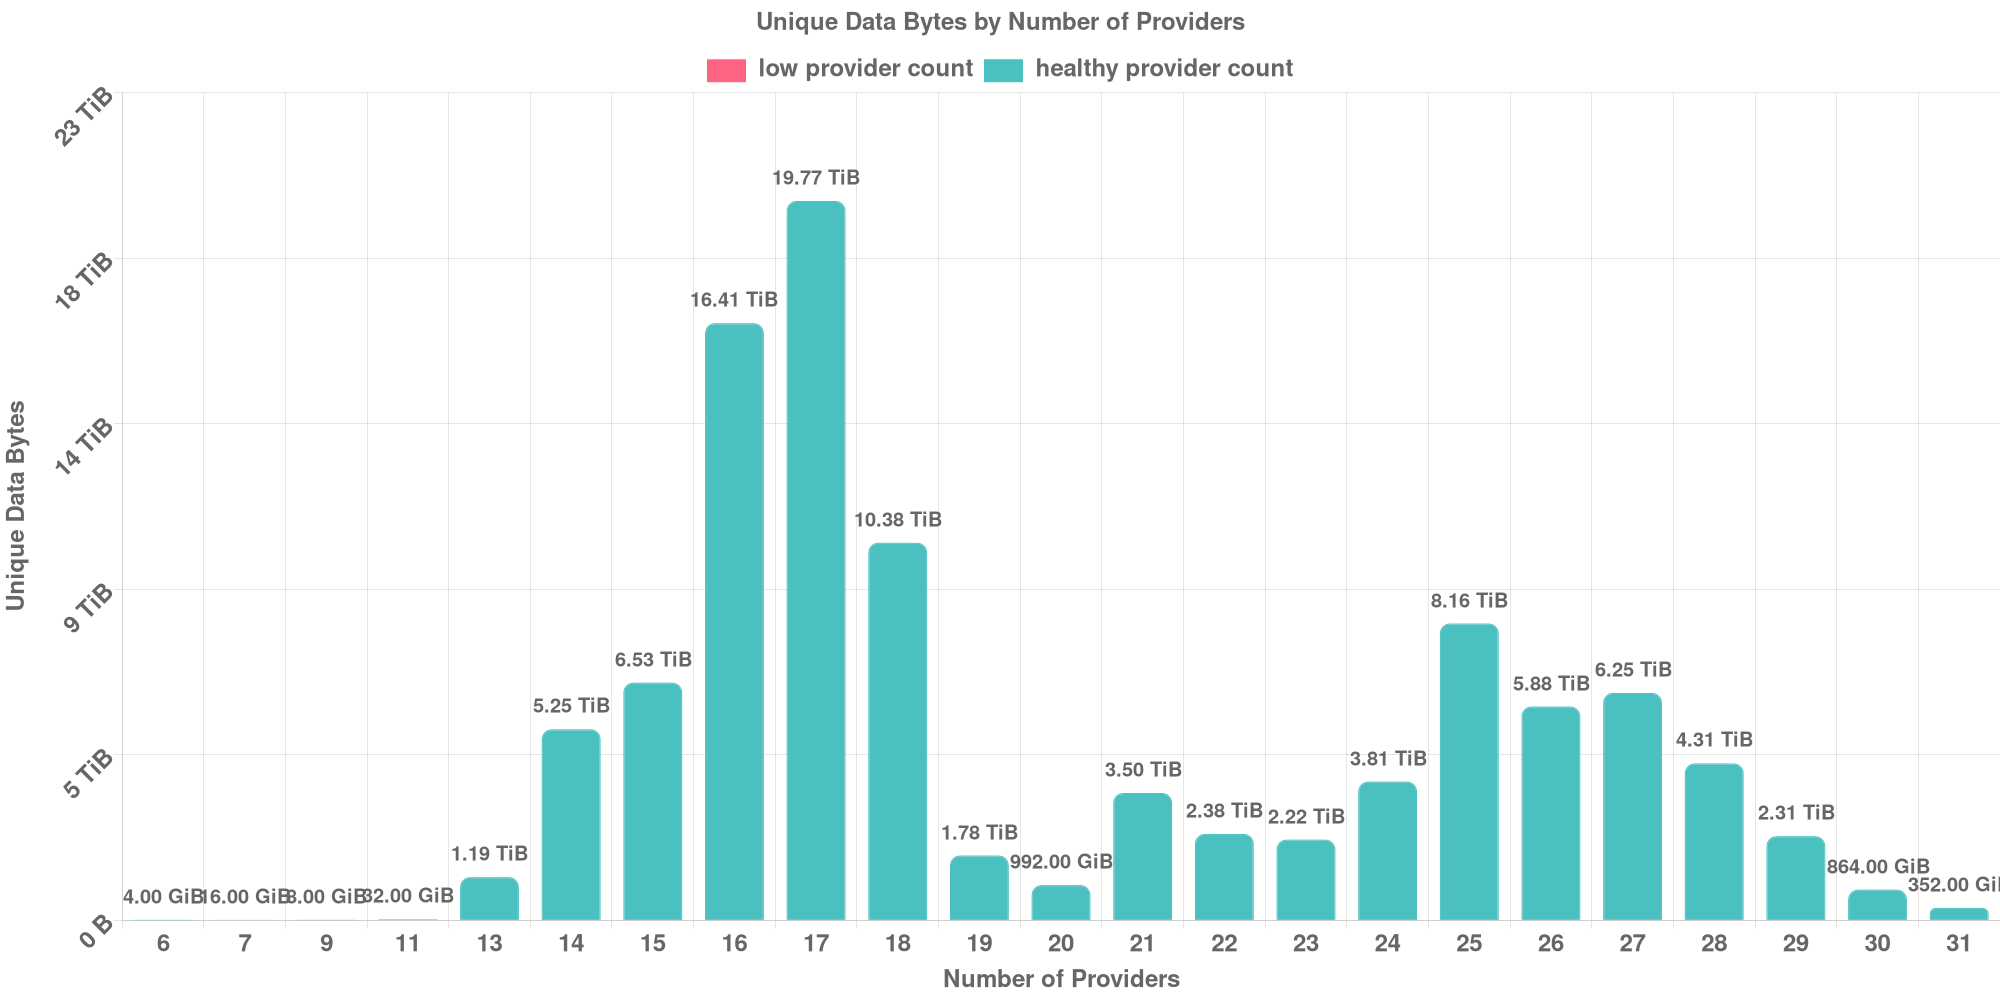 Unique Data Bytes by Number of Providers
low provider count healthy provider count
23 TiB
18 TiB
14 TiB
9 TiB
5 TiB
0 B
Unique Data Bytes
4.00 GiB
16.00 GiB
8.00 GiB
32.00 GiB
1.19 TiB
5.25 TiB
6.53 TiB
16.41 TiB
19.77 TiB
10.38 TiB
1.78 TiB
992.00 GiB
3.50 TiB
2.38 TiB
2.22 TiB
3.81 TiB
8.16 TiB
5.88 TiB
6.25 TiB
4.31 TiB
2.31 TiB
864.00 GiB
352.00 GiB
6 7 9 11 13 14 15 16 17 18 19 20 21 22 23 24 25 26 27 28 29 30 31
Number of Providers